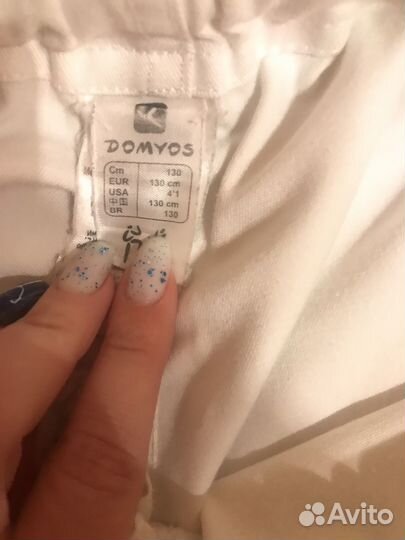 DOMYOS
Cm 130
EUR 130 cm
USA 4'1
中国 130 cm
BR 130
Avito